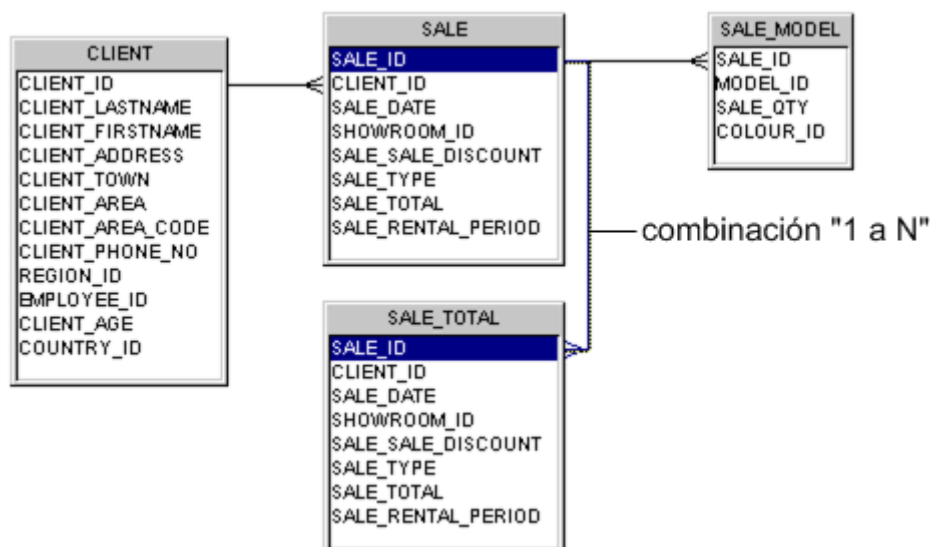 CLIENT
CLIENT_ID
CLIENT_LASTNAME
CLIENT_FIRSTNAME
CLIENT_ADDRESS
CLIENT_TOWN
CLIENT_AREA
CLIENT_AREA_CODE
CLIENT_PHONE_NO
REGION_ID
EMPLOYEE_ID
CLIENT_AGE
COUNTRY_ID
SALE
SALE_ID
CLIENT_ID
SALE_DATE
SHOWROOM_ID
SALE_SALE_DISCOUNT
SALE_TYPE
SALE_TOTAL
SALE_RENTAL_PERIOD
SALE_MODEL
SALE_ID
MODEL_ID
SALE_QTY
COLOUR_ID
combinación "1 a N"
SALE_TOTAL
SALE_ID
CLIENT_ID
SALE_DATE
SHOWROOM_ID
SALE_SALE_DISCOUNT
SALE_TYPE
SALE_TOTAL
SALE_RENTAL_PERIOD